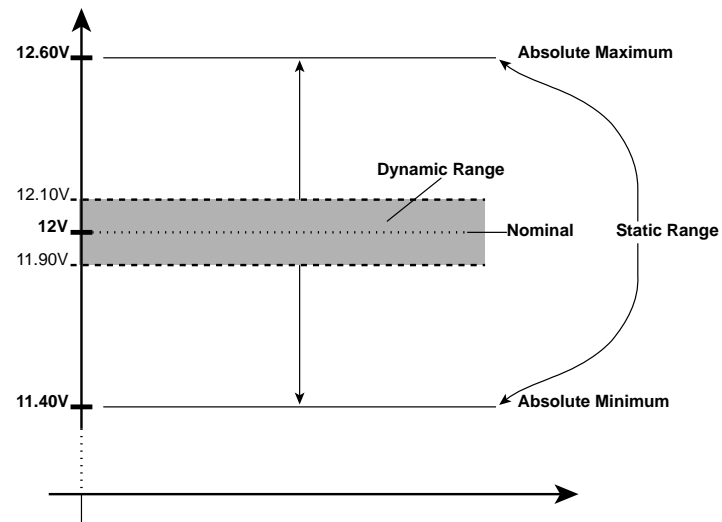 12.60V
Absolute Maximum
Dynamic Range
12.10V
12V
Nominal
Static Range
11.90V
11.40V
Absolute Minimum